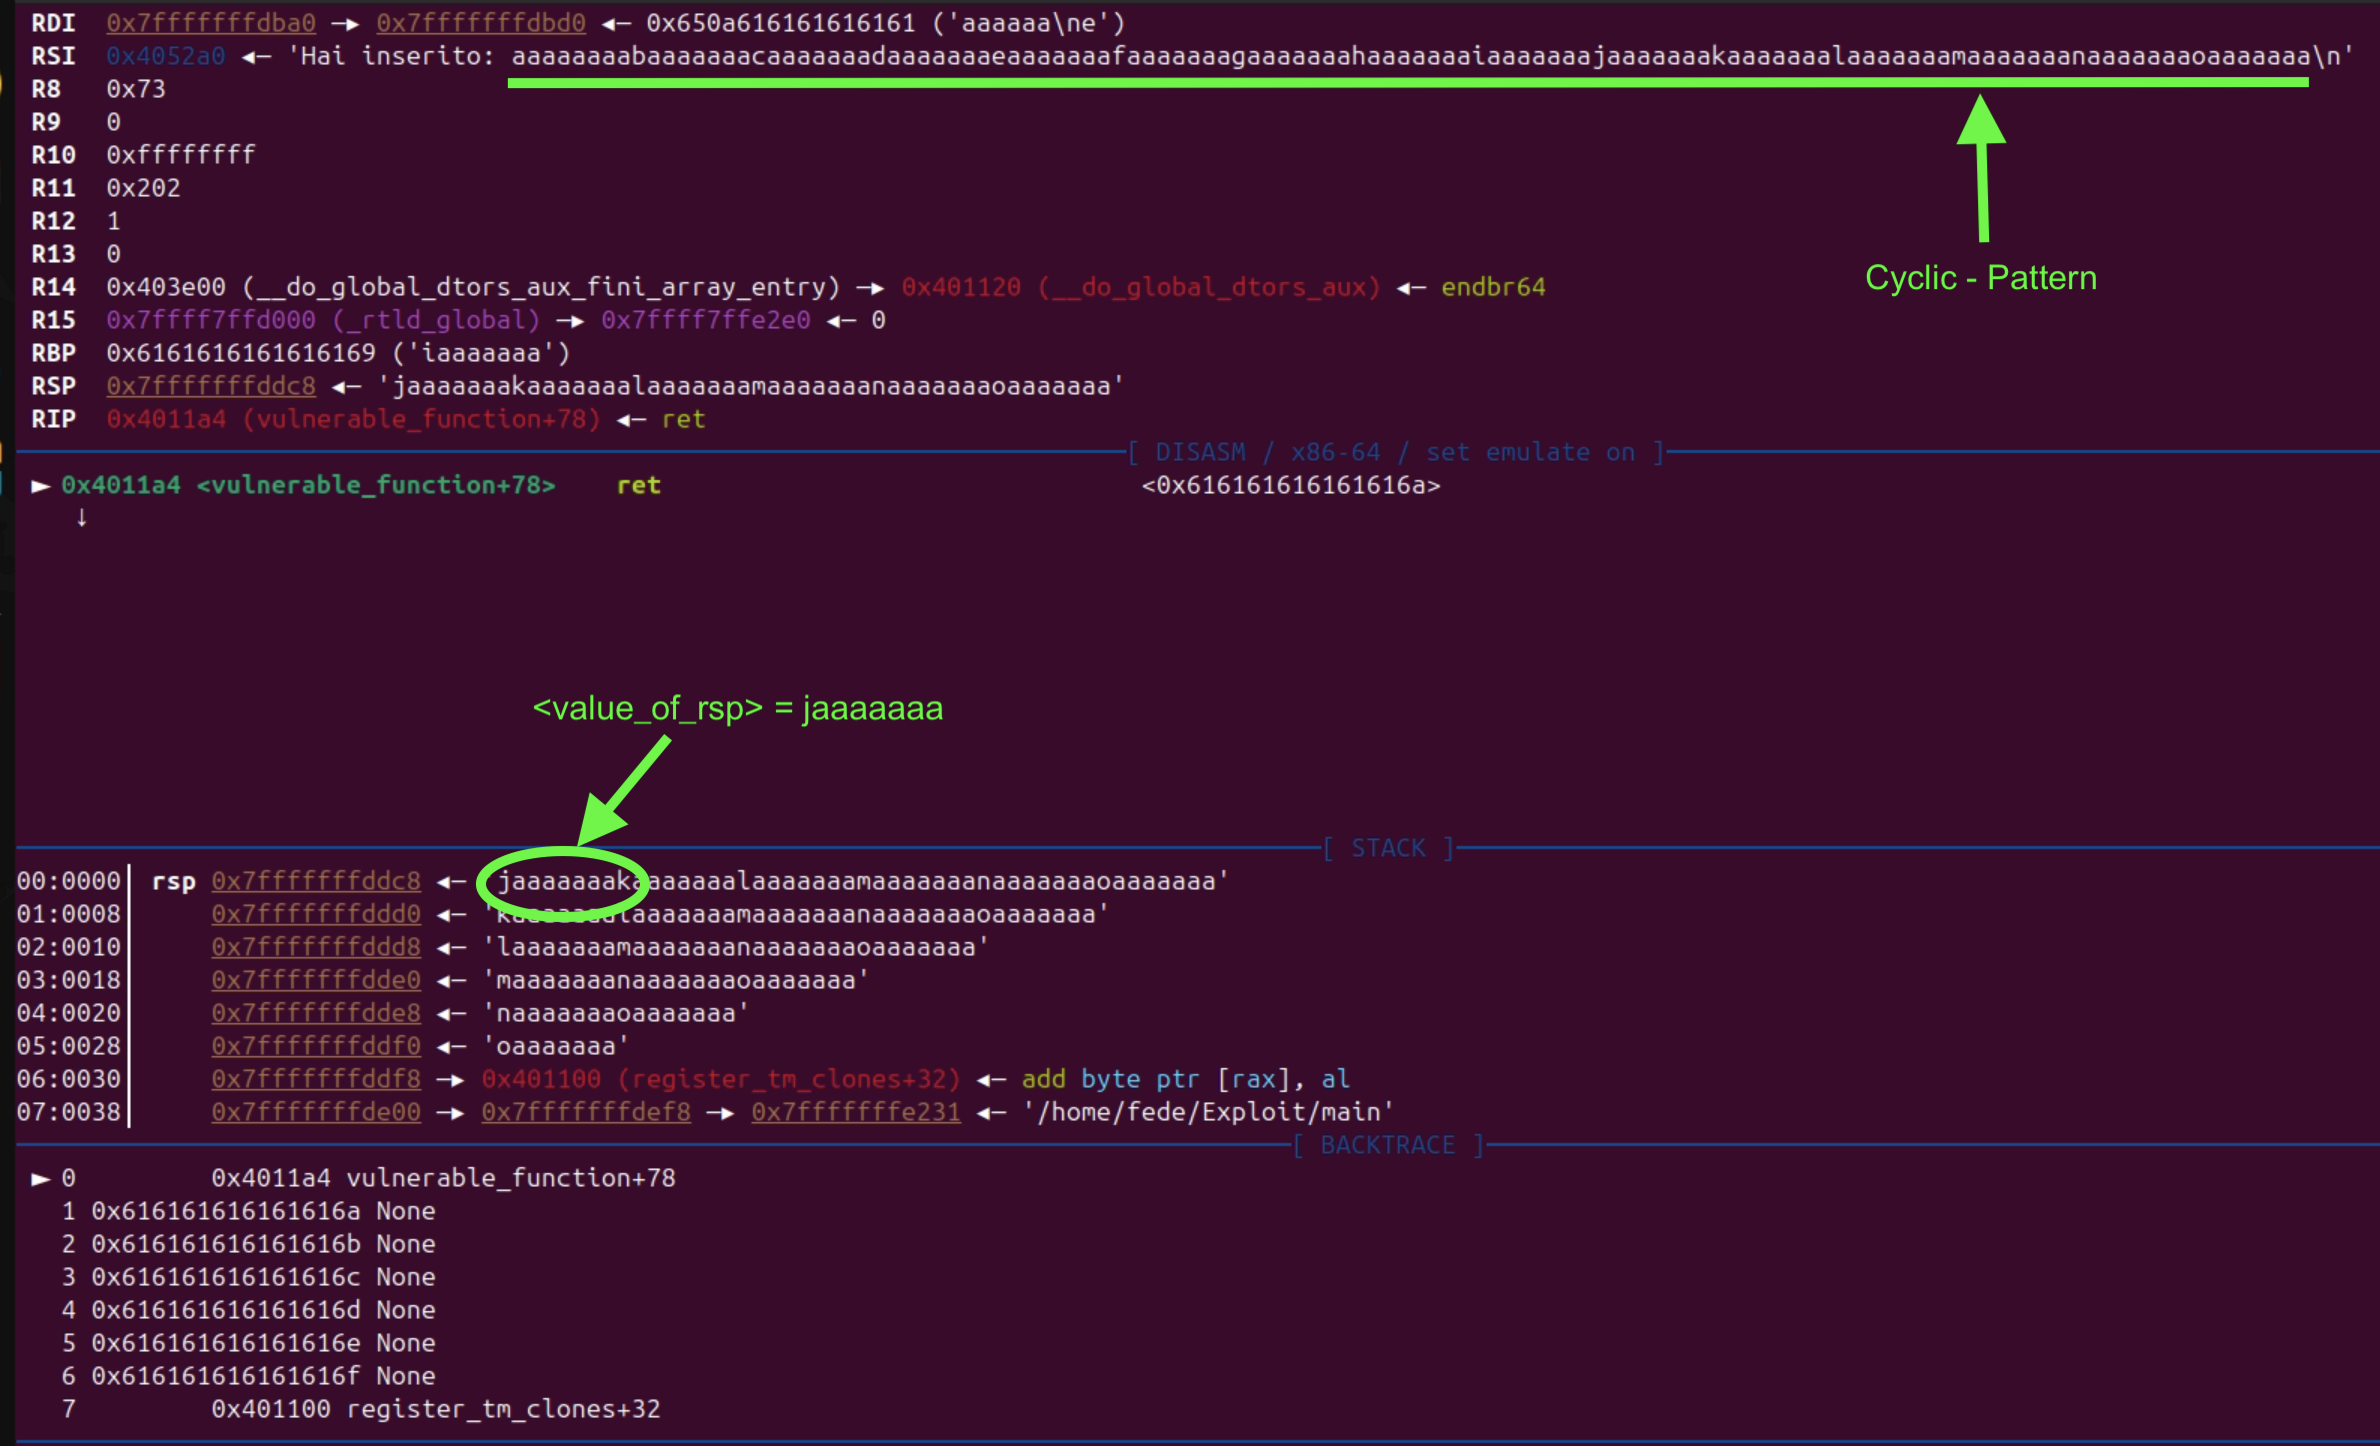 RDI 0x7fffffffdba0 —▸ 0x7fffffffdbd0 ◂— 0x650a616161616161 ('aaaaaa\ne')
RSI 0x4052a0 ◂— 'Hai inserito: aaaaaaaabaaaaaaacaaaaaaadaaaaaaaeaaaaaaafaaaaaaagaaaaaaahaaaaaaaiaaaaaaajaaaaaaakaaaaaaalaaaaaaamaaaaaaanaaaaaaaoaaaaaaa\n'
R8 0x73
R9 0
R10 0xffffffff
R11 0x202
R12 1
R13 0
Cyclic - Pattern
R14 0x403e00 (__do_global_dtors_aux_fini_array_entry) —▸ 0x401120 (__do_global_dtors_aux) ◂— endbr64
R15 0x7ffff7ffd000 (_rtld_global) —▸ 0x7ffff7ffe2e0 ◂— 0
RBP 0x6161616161616169 ('iaaaaaaa')
RSP 0x7fffffffddc8 ◂— 'jaaaaaaakaaaaaaalaaaaaaamaaaaaaanaaaaaaaoaaaaaaa'
RIP 0x4011a4 (vulnerable_function+78) ◂— ret
[ DISASM / x86-64 / set emulate on ]
► 0x4011a4 <vulnerable_function+78> ret <0x616161616161616a>
↓
<value_of_rsp> = jaaaaaaa
[ STACK ]
00:0000│ rsp 0x7fffffffddc8 ◂— 'jaaaaaaakaaaaaaalaaaaaaamaaaaaaanaaaaaaaoaaaaaaa'
01:0008│ 0x7fffffffddd0 ◂— 'kaaaaaaalaaaaaaamaaaaaaanaaaaaaaoaaaaaaa'
02:0010│ 0x7fffffffddd8 ◂— 'laaaaaaamaaaaaaanaaaaaaaoaaaaaaa'
03:0018│ 0x7fffffffdde0 ◂— 'maaaaaaanaaaaaaaoaaaaaaa'
04:0020│ 0x7fffffffdde8 ◂— 'naaaaaaaoaaaaaaa'
05:0028│ 0x7fffffffddf0 ◂— 'oaaaaaaa'
06:0030│ 0x7fffffffddf8 —▸ 0x401100 (register_tm_clones+32) ◂— add byte ptr [rax], al
07:0038│ 0x7fffffffde00 —▸ 0x7fffffffdef8 —▸ 0x7fffffffe231 ◂— '/home/fede/Exploit/main'
[ BACKTRACE ]
► 0 0x4011a4 vulnerable_function+78
1 0x616161616161616a None
2 0x616161616161616b None
3 0x616161616161616c None
4 0x616161616161616d None
5 0x616161616161616e None
6 0x616161616161616f None
7 0x401100 register_tm_clones+32